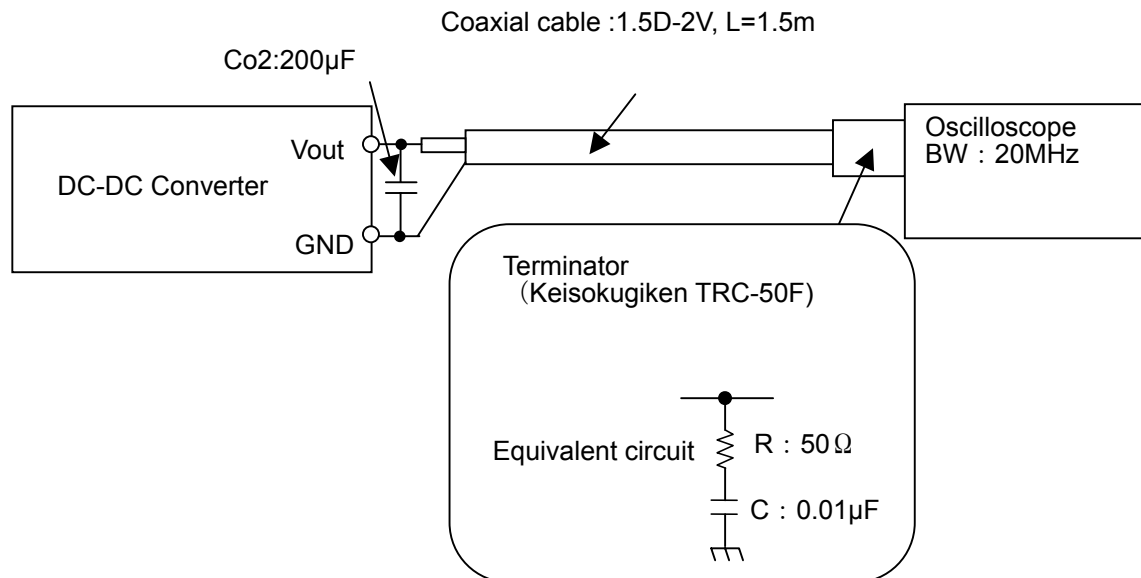 Coaxial cable :1.5D-2V, L=1.5m
Co2:200µF
Vout
DC-DC Converter
GND
Oscilloscope
BW：20MHz
Terminator
（Keisokugiken TRC-50F)
Equivalent circuit
R：50Ω
C：0.01µF